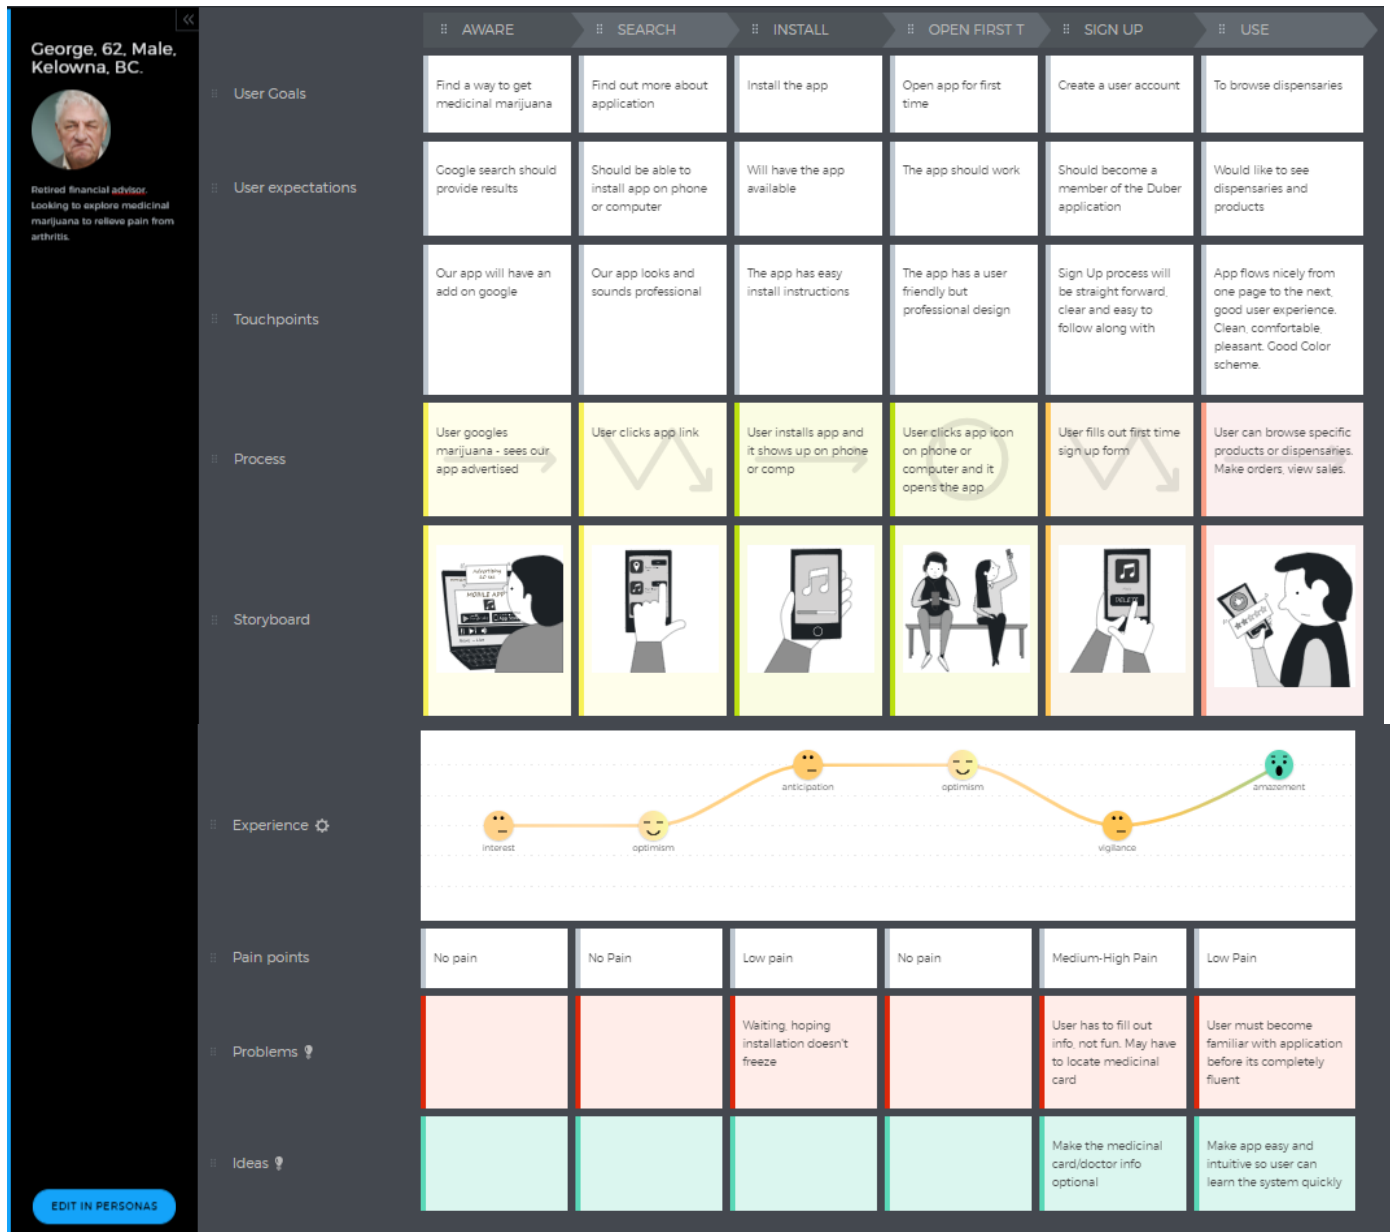 George, 62, Male,
Kelowna, BC.
Retired financial advisor.
Looking to explore medicinal
marijuana to relieve pain from
arthritis.
EDIT IN PERSONAS
AWARE
SEARCH
INSTALL
OPEN FIRST T
SIGN UP
USE
User Goals
Find a way to get
medicinal marijuana
Find out more about
application
Install the app
Open app for first
time
Create a user account
To browse dispensaries
User expectations
Google search should
provide results
Should be able to
install app on phone
or computer
Will have the app
available
The app should work
Should become a
member of the Duber
application
Would like to see
dispensaries and
products
Touchpoints
Our app will have an
add on google
Our app looks and
sounds professional
The app has easy
install instructions
The app has a user
friendly but
professional design
Sign Up process will
be straight forward,
clear and easy to
follow along with
App flows nicely from
one page to the next,
good user experience.
Clean, comfortable,
pleasant. Good Color
scheme.
Process
User googles
marijuana - sees our
app advertised
User clicks app link
User installs app and
it shows up on phone
or comp
User clicks app icon
on phone or
computer and it
opens the app
User fills out first time
sign up form
User can browse specific
products or dispensaries.
Make orders, view sales.
Storyboard
Advertising
MOBILE APP
Experience
interest
optimism
anticipation
optimism
vigilance
amazement
Pain points
No pain
No Pain
Low pain
No pain
Medium-High Pain
Low Pain
Problems
Waiting, hoping
installation doesn't
freeze
User has to fill out
info, not fun. May have
to locate medicinal
card
User must become
familiar with application
before its completely
fluent
Ideas
Make the medicinal
card/doctor info
optional
Make app easy and
intuitive so user can
learn the system quickly